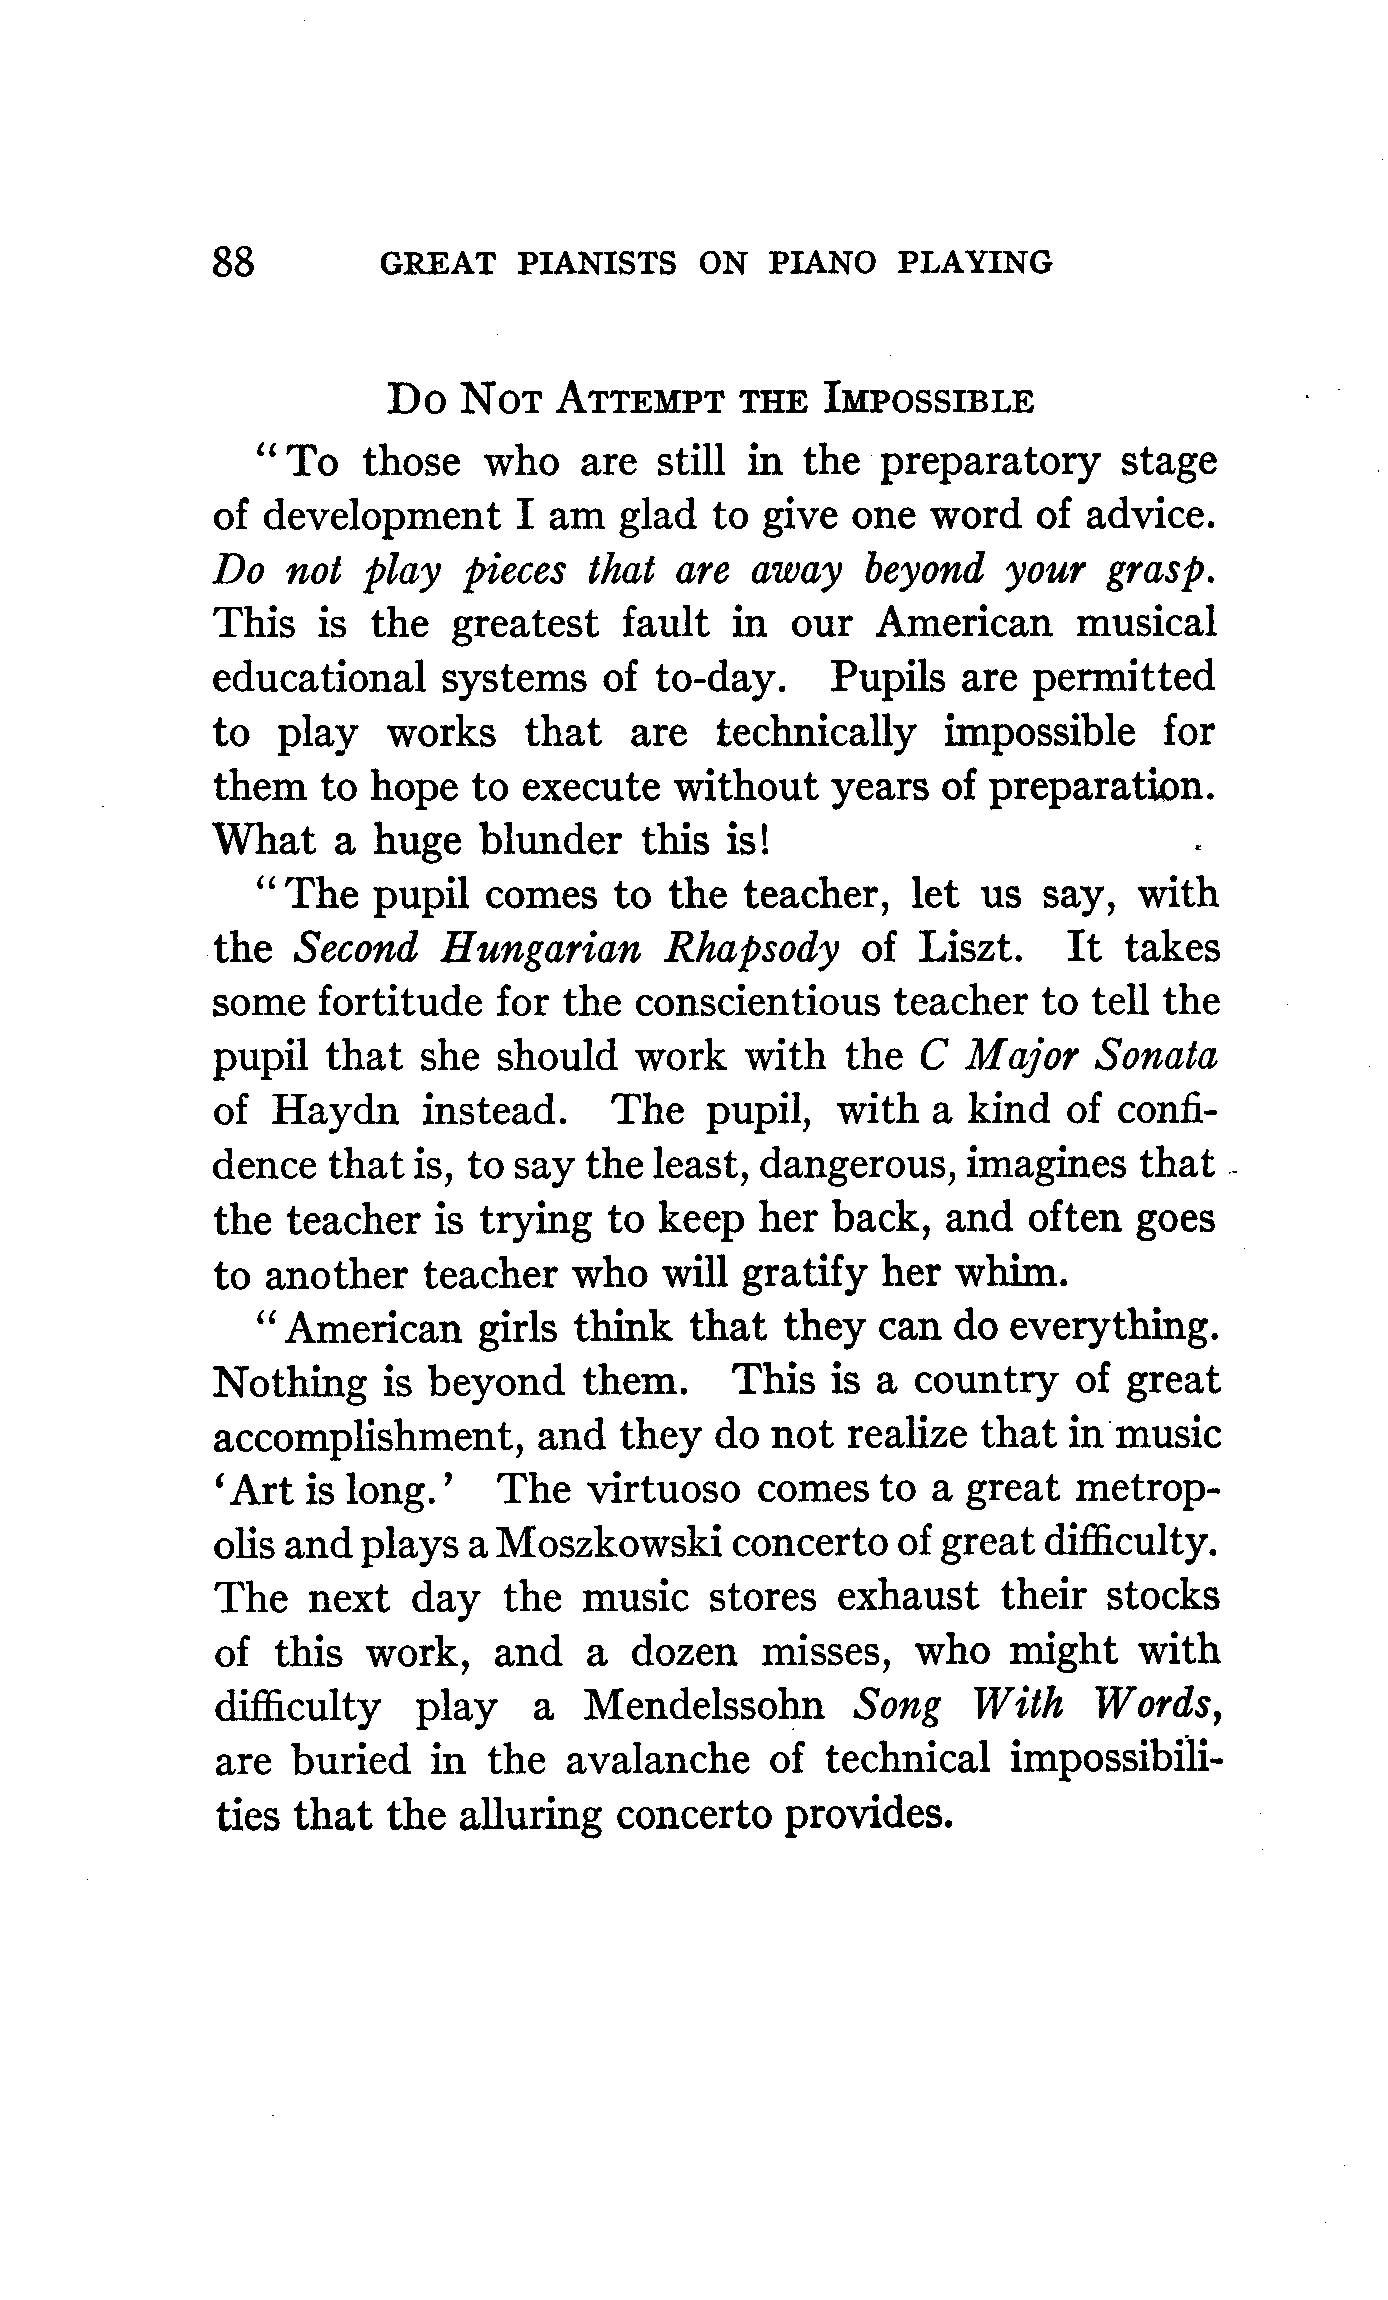 88 GREAT PIANISTS ON PIANO PLAYING
Do Not Attempt the Impossible
"To those who are still in the preparatory stage
of development I am glad to give one word of advice.
Do not play pieces that are away beyond your grasp.
This is the greatest fault in our American musical
educational systems of to-day. Pupils are permitted
to play works that are technically impossible for
them to hope to execute without years of preparation.
What a huge blunder this is!
"The pupil comes to the teacher, let us say, with
the Second Hungarian Rhapsody of Liszt. It takes
some fortitude for the conscientious teacher to tell the
pupil that she should work with the C Major Sonata
of Haydn instead. The pupil, with a kind of confi-
dence that is, to say the least, dangerous, imagines that
the teacher is trying to keep her back, and often goes
to another teacher who will gratify her whim.
"American girls think that they can do everything.
Nothing is beyond them. This is a country of great
accomplishment, and they do not realize that in music
'Art is long.' The virtuoso comes to a great metrop-
olis and plays a Moszkowski concerto of great difficulty.
The next day the music stores exhaust their stocks
of this work, and a dozen misses, who might with
difficulty play a Mendelssohn Song With Words,
are buried in the avalanche of technical impossibili-
ties that the alluring concerto provides.